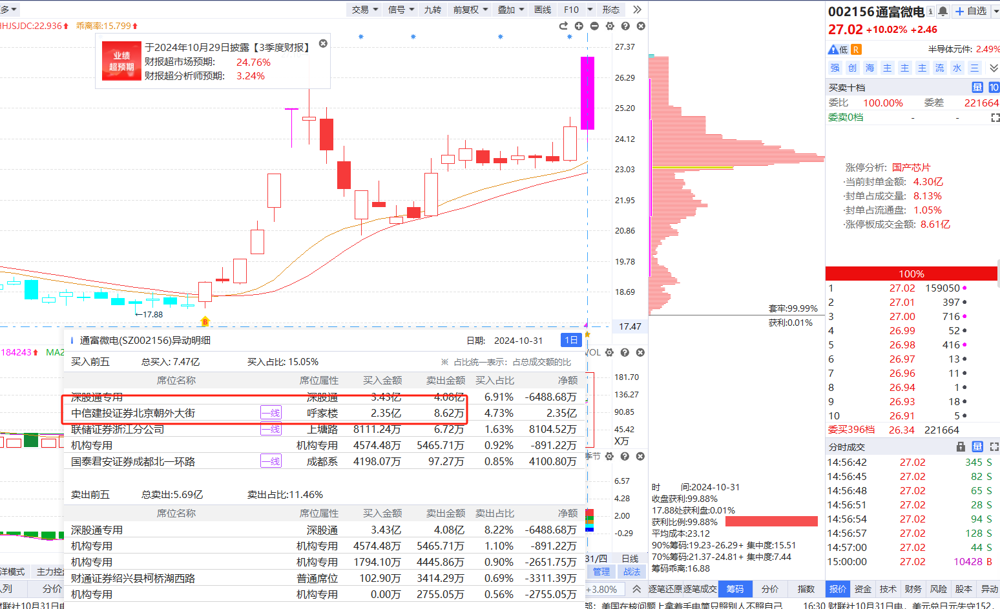 多
交易 信号 九转 前复权 叠加 画线 F10 形态
HHJSJDC:22.936 乖离率:15.799
业绩
超预期
于2024年10月29日披露【3季度财报】
财报超市场预期: 24.76%
财报超分析师预期: 3.24%
27.37
26.29
25.20
24.12
23.03
21.95
20.86
19.78
18.69
17.47
←17.88
B
184243 MA2
VOL
181.70
136.27
90.85
45.42
X万
季节
6.57
4.28
2.00
-0.29
通富微电(SZ002156)异动明细 日期: 2024-10-31 1日
买入前五 总买入: 7.47亿 买入占比: 15.05% ※ 占比统一表示: 占总成交额的比
席位名称 席位属性 买入金额 卖出金额 买入占比 净额
深股通专用 深股通 3.43亿 4.08亿 6.91% -6488.68万
中信建投证券北京朝外大街 一线 呼家楼 2.35亿 8.62万 4.73% 2.35亿
联储证券浙江分公司 一线 上塘路 8111.24万 6.72万 1.63% 8104.52万
机构专用 机构专用 4574.48万 5465.71万 0.92% -891.22万
国泰君安证券成都北一环路 一线 成都系 4198.07万 97.27万 0.85% 4100.80万
卖出前五 总卖出:5.69亿 卖出占比:11.46%
席位名称 席位属性 买入金额 卖出金额 卖出占比 净额
深股通专用 深股通 3.43亿 4.08亿 8.22% -6488.68万
机构专用 机构专用 4574.48万 5465.71万 1.10% -891.22万
机构专用 机构专用 1794.10万 4445.86万 0.90% -2651.75万
财通证券绍兴县柯桥湖西路 普通席位 102.90万 3414.29万 0.69% -3311.39万
机构专用 机构专用 0.00万 2755.05万 0.56% -2755.05万
洋模式 主力控
31/四 日线
管理 战法
人列 分价
+3.80%
套牢:99.99%
获利:0.01%
时 间:2024-10-31
收盘获利:99.88%
17.88处获利盘:0.01%
获利比例:99.88%
平均成本:23.12
90%筹码:19.23-26.29+ 集中度:15.51
70%筹码:21.37-24.81+ 集中度:7.44
筹码乖离:16.88
逐笔还原 逐笔成交 筹码 分价 指数 报价 资金 技术 财务 风险 股本 异动
002156 通富微电 自选
27.02 +10.02% +2.46
低 R 半导体元件: 2.49%
强 创 海 主 主 主 流 水 三
买卖十档 量 10
委比 100.00% 委差 221664
委卖0档 - -
涨停分析: 国产芯片
·当前封单金额: 4.30亿
·封单占成交量: 8.13%
·封单占流通盘: 1.05%
·涨停板成交金额: 8.61亿
100%
1 27.02 159050
2 27.01 397
3 27.00 716
4 26.99 52
5 26.98 416
6 26.97 13
7 26.96 11
8 26.94 1
9 26.93 18
10 26.91 5
委买396档 26.34 221664
分时成交 量
14:56:42 27.02 345 S
14:56:45 27.02 82 S
14:56:48 27.02 65 S
14:56:51 27.02 28 S
14:56:54 27.02 94 S
14:56:57 27.02 128 S
14:57:00 27.02 44 S
15:00:00 27.02 10428 B
财联社10月31日电
部: 美国在核问题上拿着手电筒只照别人不照自己 16:30 财联社10月31日电, 美元兑日元失守152,